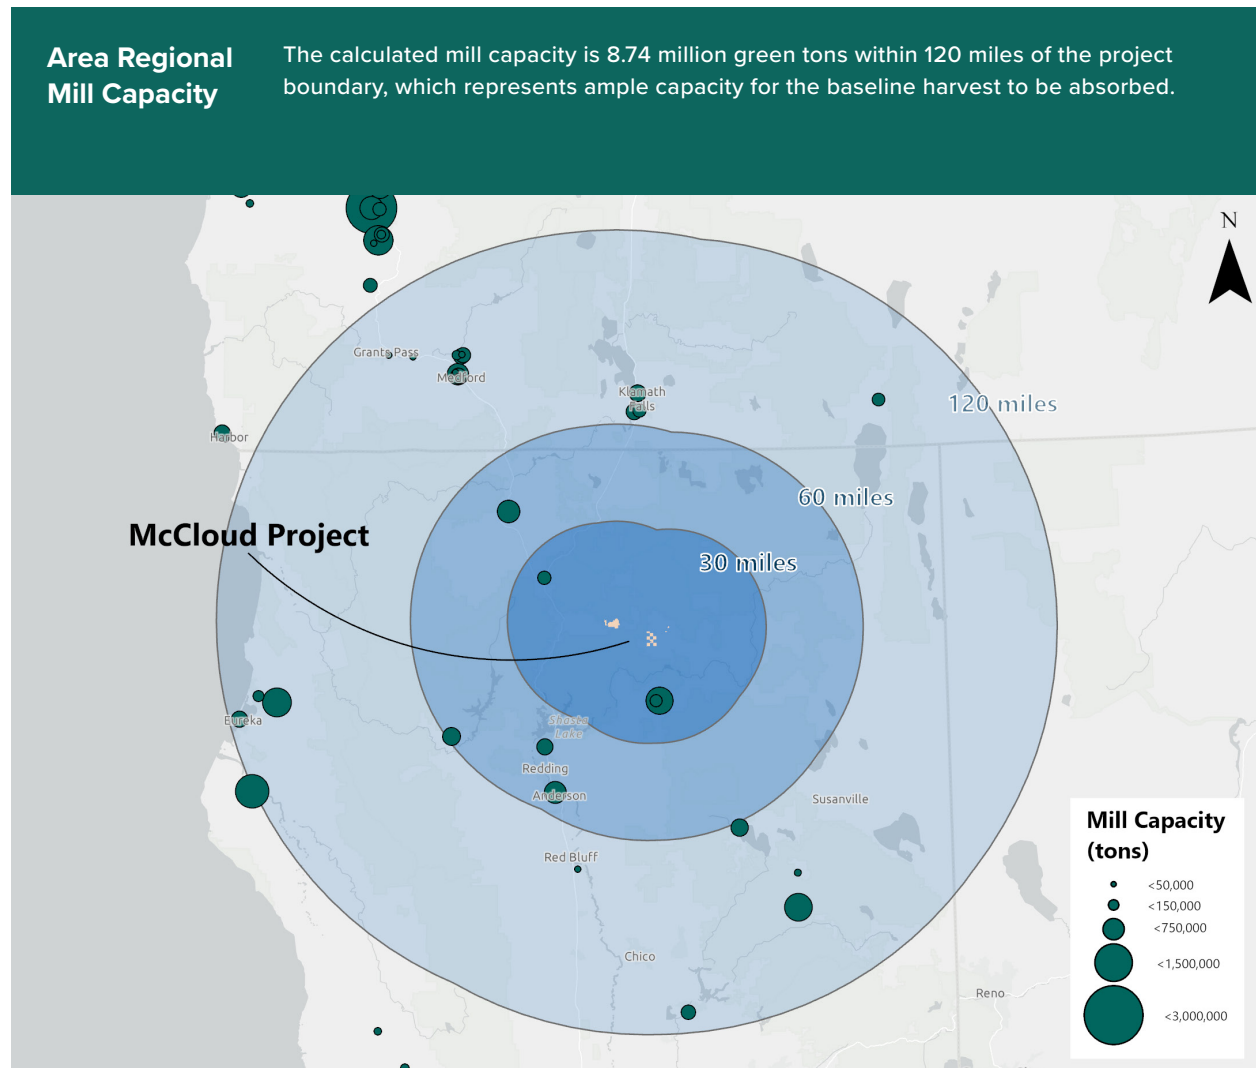 Area Regional
Mill Capacity
The calculated mill capacity is 8.74 million green tons within 120 miles of the project
boundary, which represents ample capacity for the baseline harvest to be absorbed.
N
Grants Pass
Medford
Klamath
Falls
120 miles
Harbor
60 miles
McCloud Project
30 miles
Eureka
Shasta
Lake
Redding
Anderson
Susanville
Red Bluff
Chico
Reno
Mill Capacity
(tons)
<50,000
<150,000
<750,000
<1,500,000
<3,000,000